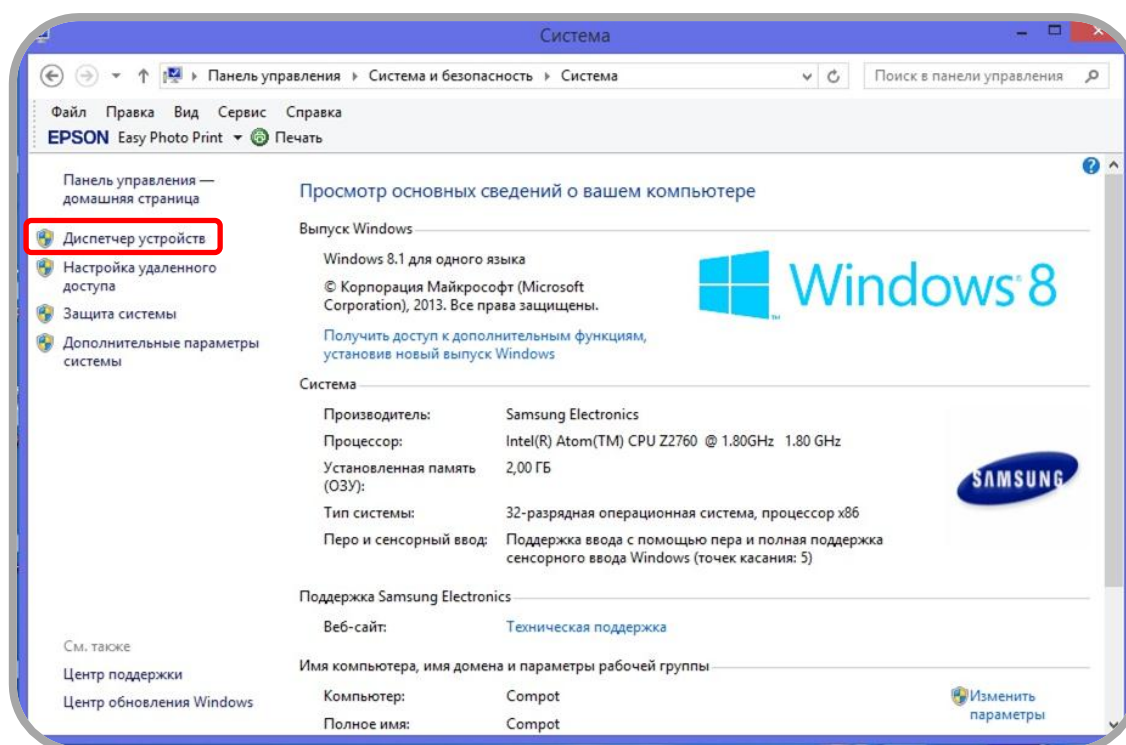 Система
Панель управления ▸ Система и безопасность ▸ Система
Поиск в панели управления
Файл Правка Вид Сервис Справка
EPSON Easy Photo Print Печать
Панель управления —
домашняя страница
Диспетчер устройств
Настройка удаленного
доступа
Защита системы
Дополнительные параметры
системы
См. также
Центр поддержки
Центр обновления Windows
Просмотр основных сведений о вашем компьютере
Выпуск Windows
Windows 8.1 для одного языка
© Корпорация Майкрософт (Microsoft
Corporation), 2013. Все права защищены.
Получить доступ к дополнительным функциям,
установив новый выпуск Windows
Windows 8
Система
Производитель: Samsung Electronics
Процессор: Intel(R) Atom(TM) CPU Z2760 @ 1.80GHz 1.80 GHz
Установленная память 2,00 ГБ
(ОЗУ):
Тип системы: 32-разрядная операционная система, процессор x86
Перо и сенсорный ввод: Поддержка ввода с помощью пера и полная поддержка
сенсорного ввода Windows (точек касания: 5)
SAMSUNG
Поддержка Samsung Electronics
Веб-сайт: Техническая поддержка
Имя компьютера, имя домена и параметры рабочей группы
Компьютер: Compot
Изменить
параметры
Полное имя: Compot